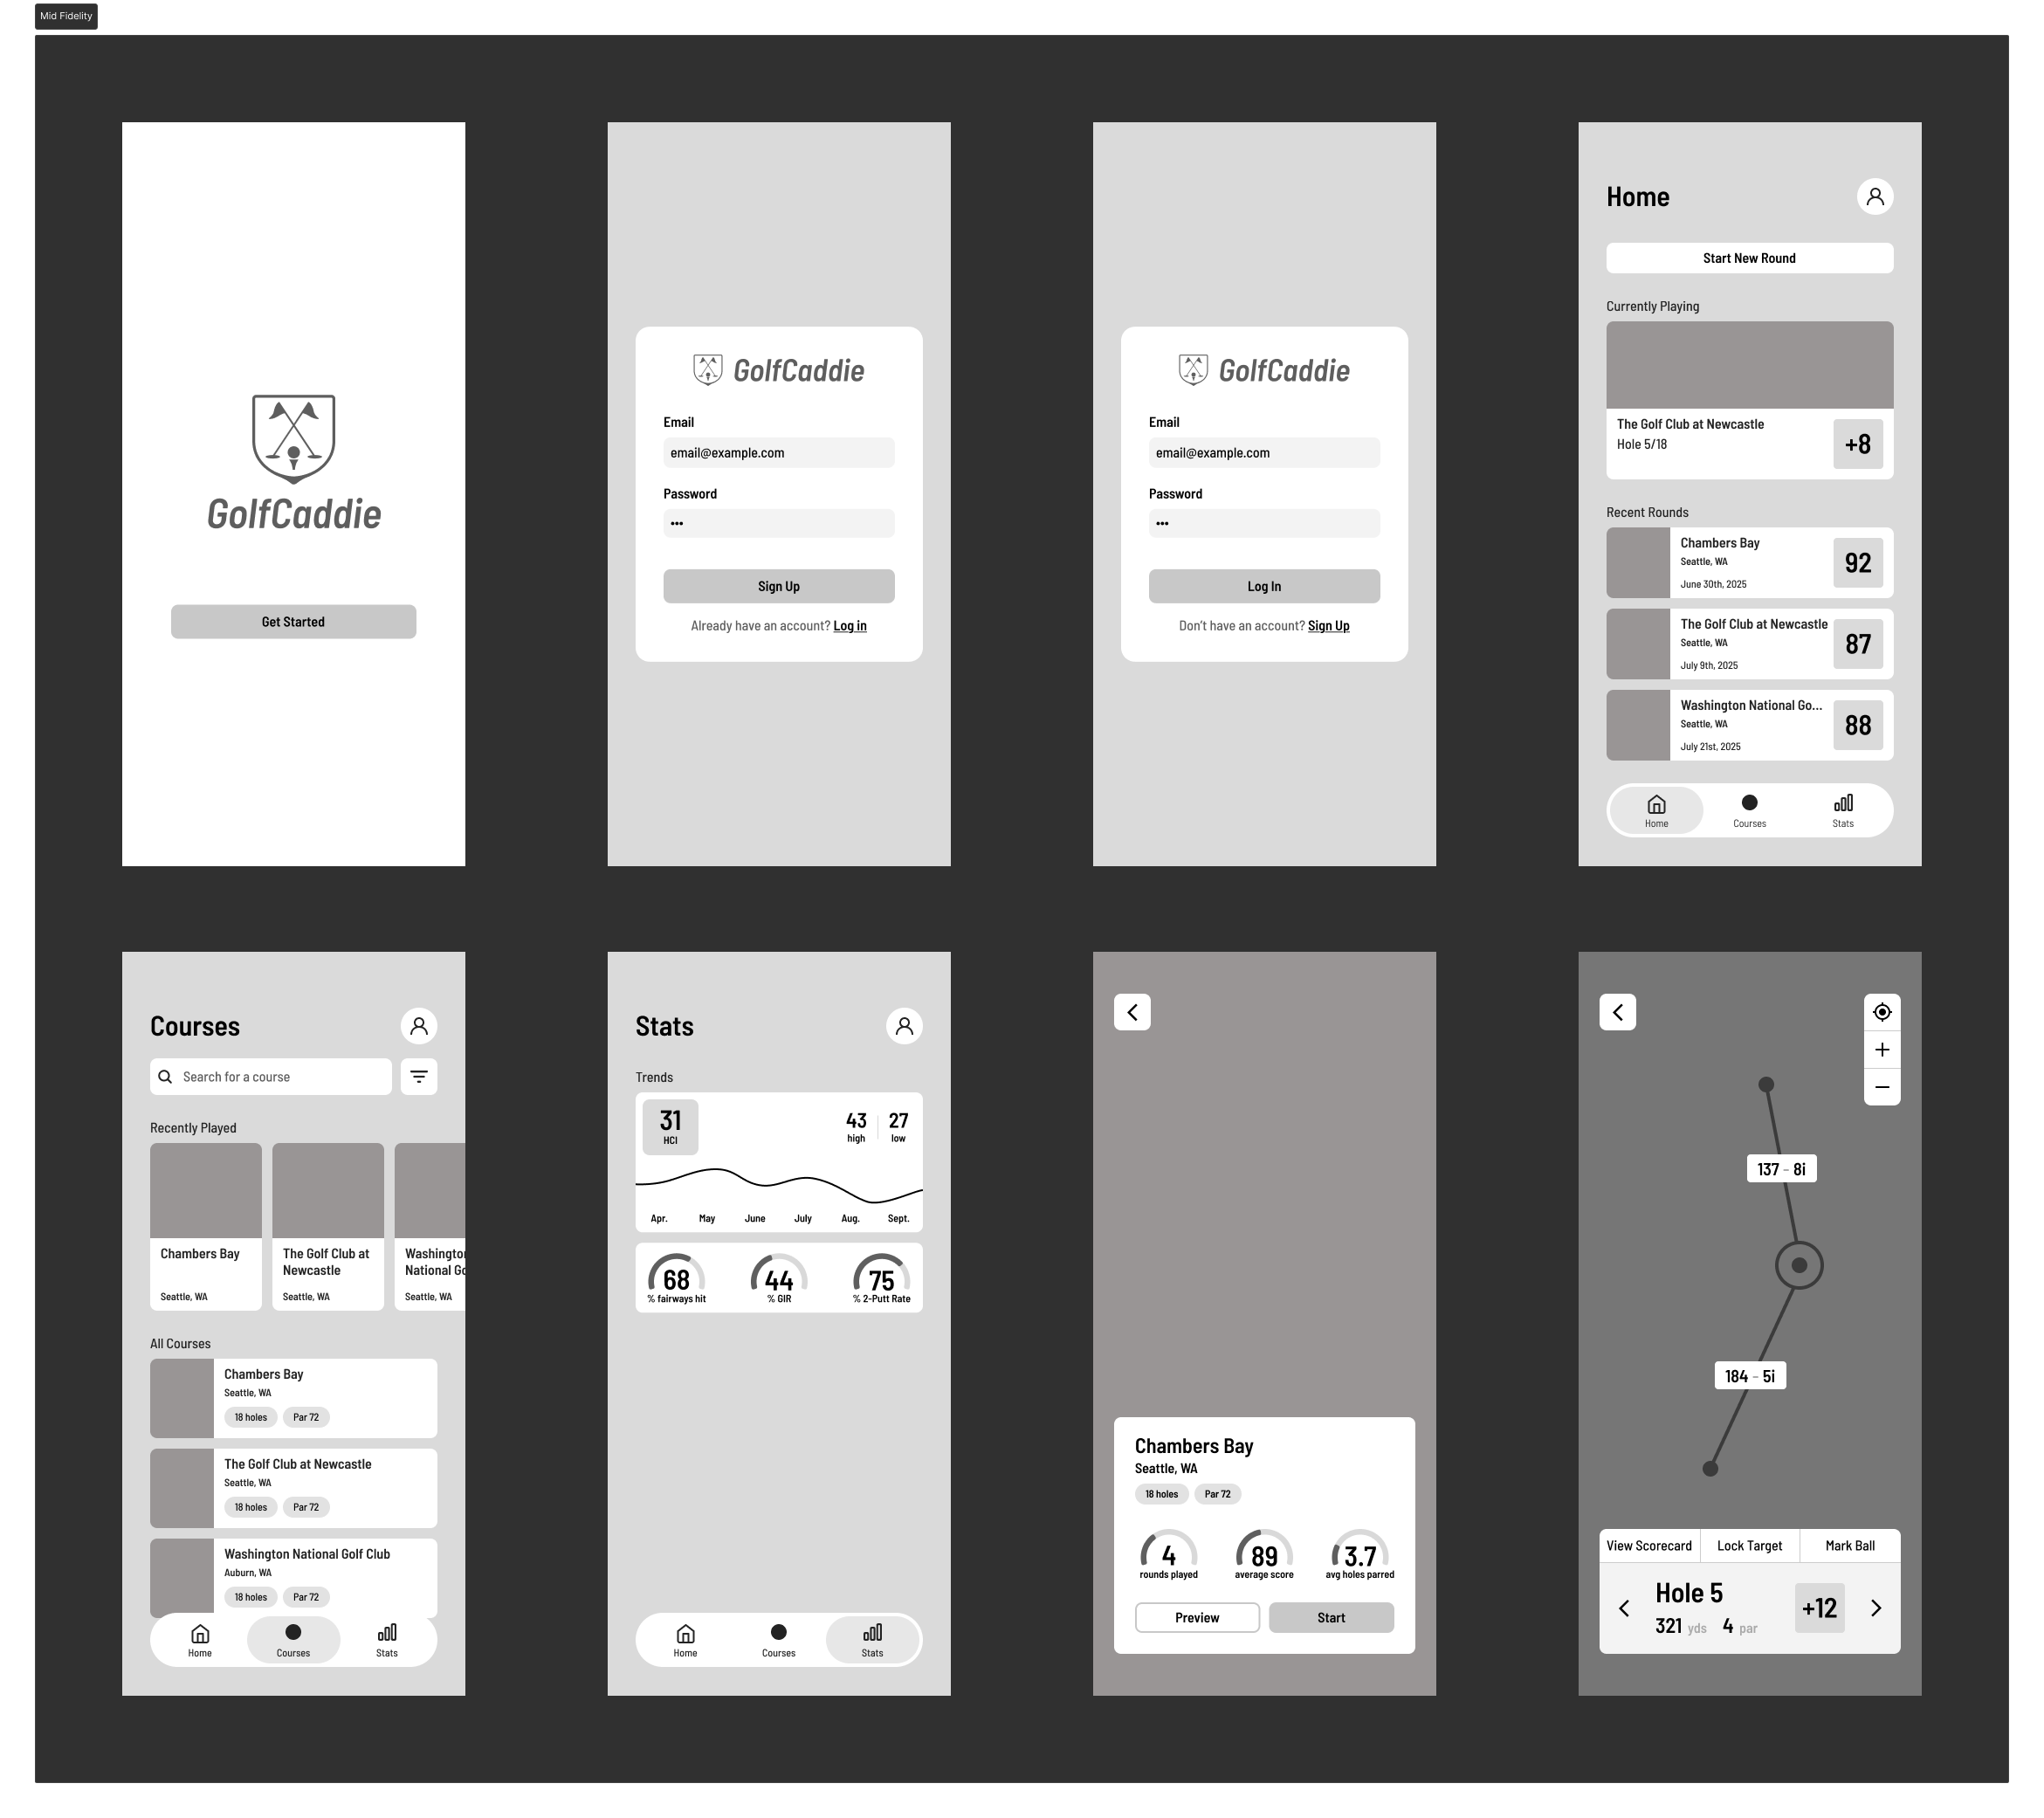 Mid Fidelity
GolfCaddie
Get Started
GolfCaddie
Email
email@example.com
Password
•••
Sign Up
Already have an account? Log in
GolfCaddie
Email
email@example.com
Password
•••
Log In
Don't have an account? Sign Up
Home
Start New Round
Currently Playing
The Golf Club at Newcastle
Hole 5/18
+8
Recent Rounds
Chambers Bay
Seattle, WA
June 30th, 2025
92
The Golf Club at Newcastle
Seattle, WA
July 9th, 2025
87
Washington National Go...
Seattle, WA
July 21st, 2025
88
Home
Courses
Stats
Courses
Search for a course
Recently Played
Chambers Bay
Seattle, WA
The Golf Club at
Newcastle
Seattle, WA
Washington
National Go
Seattle, WA
All Courses
Chambers Bay
Seattle, WA
18 holes Par 72
The Golf Club at Newcastle
Seattle, WA
18 holes Par 72
Washington National Golf Club
Auburn, WA
18 holes Par 72
Home
Courses
Stats
Stats
Trends
31
HCI
43
high
27
low
Apr. May June July Aug. Sept.
68
% fairways hit
44
% GIR
75
% 2-Putt Rate
Home
Courses
Stats
Chambers Bay
Seattle, WA
18 holes Par 72
4
rounds played
89
average score
3.7
avg holes parred
Preview
Start
137 - 8i
184 - 5i
View Scorecard
Lock Target
Mark Ball
Hole 5
321 yds 4 par
+12